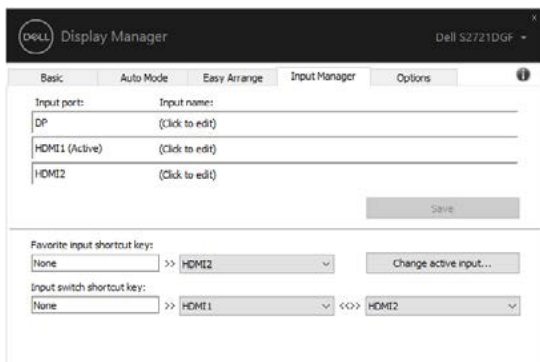 DELL Display Manager Dell S2721DGF
x
Basic Auto Mode Easy Arrange Input Manager Options
Input port: Input name:
DP (Click to edit)
HDMI1 (Active) (Click to edit)
HDMI2 (Click to edit)
Save
Favorite input shortcut key:
None >> HDMI2 Change active input...
Input switch shortcut key:
None >> HDMI1 <<>> HDMI2